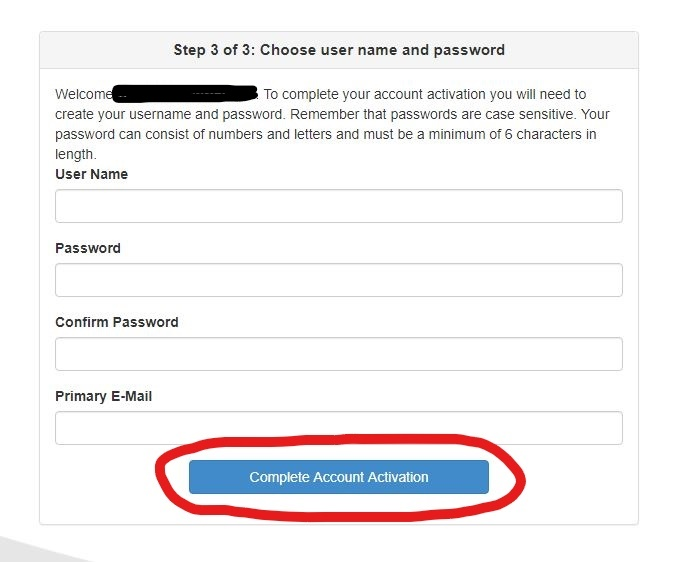 Step 3 of 3: Choose user name and password
Welcome To complete your account activation you will need to
create your username and password. Remember that passwords are case sensitive. Your
password can consist of numbers and letters and must be a minimum of 6 characters in
length.
User Name
Password
Confirm Password
Primary E-Mail
Complete Account Activation